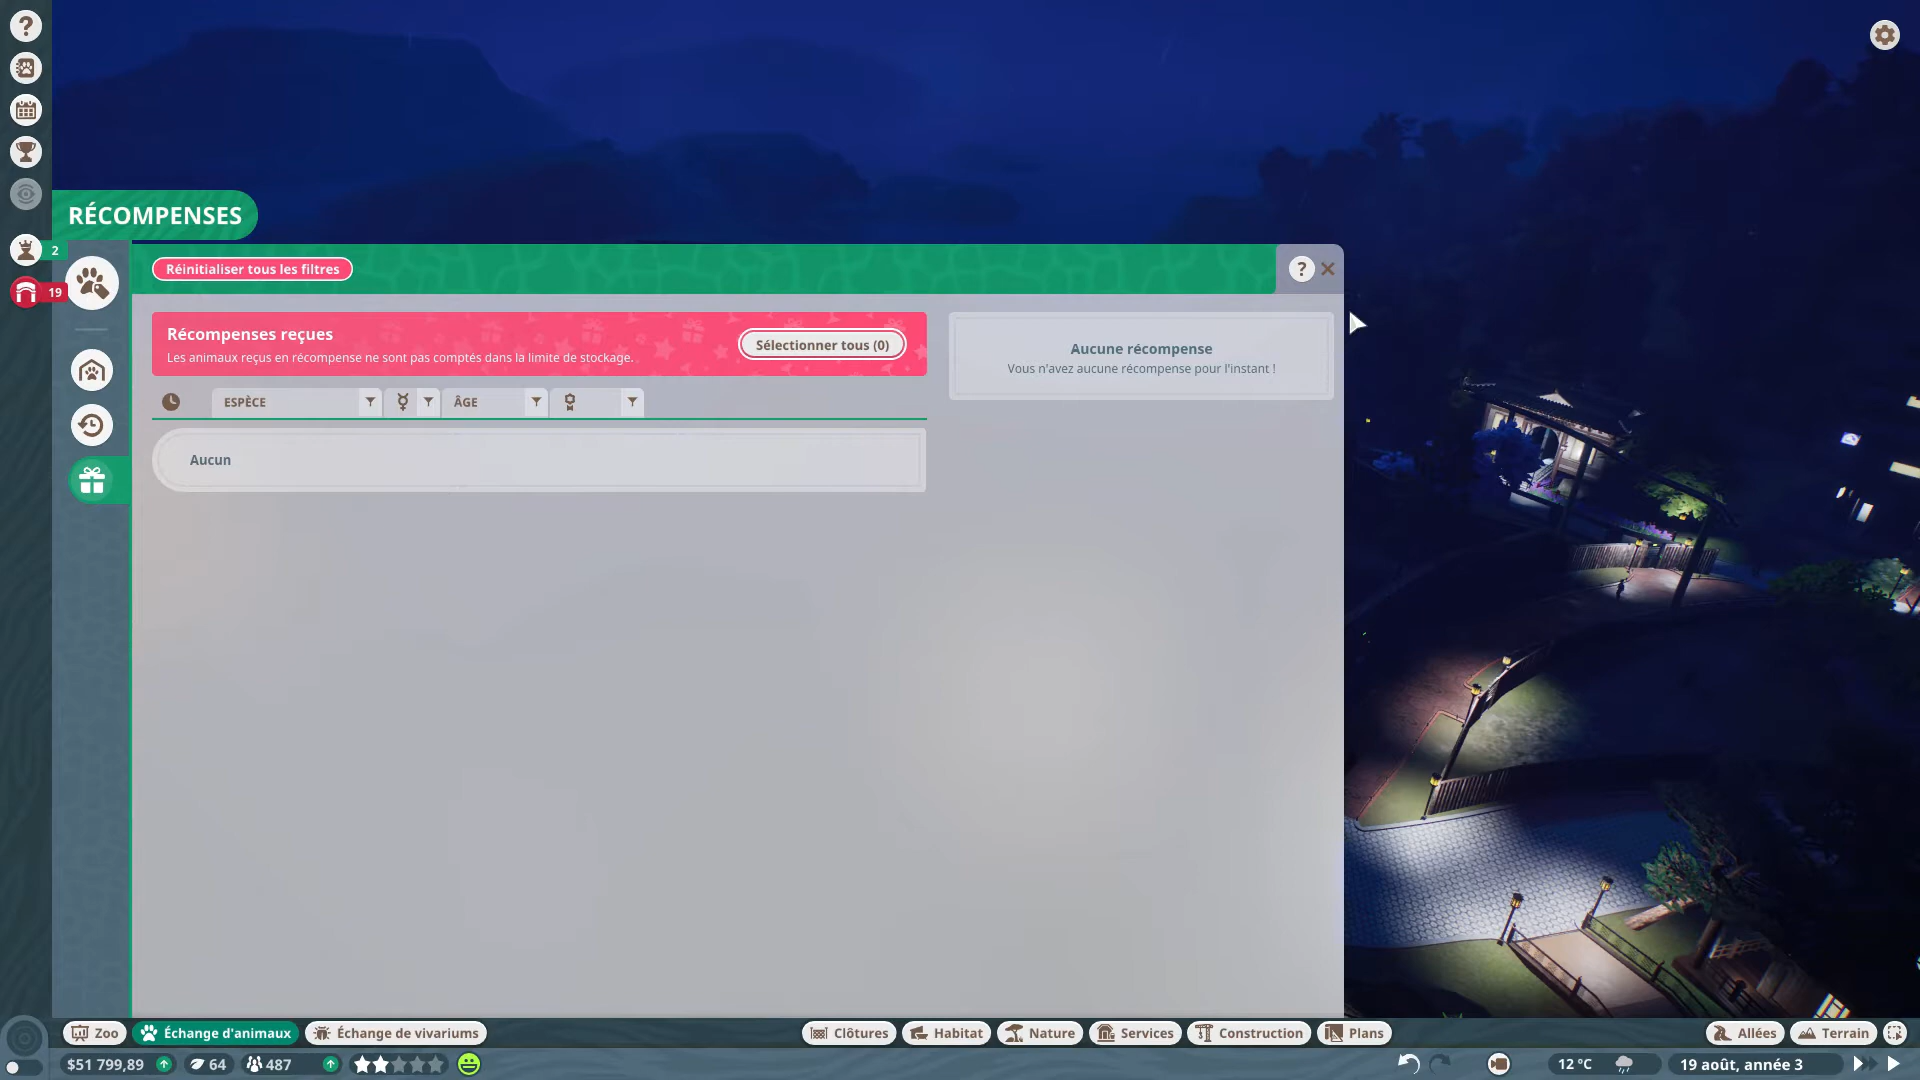 RÉCOMPENSES
2
19
Réinitialiser tous les filtres
?
Récompenses reçues
Les animaux reçus en récompense ne sont pas comptés dans la limite de stockage.
Sélectionner tous (0)
Aucune récompense
Vous n'avez aucune récompense pour l'instant !
ESPÈCE
ÂGE
Aucun
Zoo
Échange d'animaux
Échange de vivariums
Clôtures
Habitat
Nature
Services
Construction
Plans
Allées
Terrain
$51 799,89
64
487
12 °C
19 août, année 3